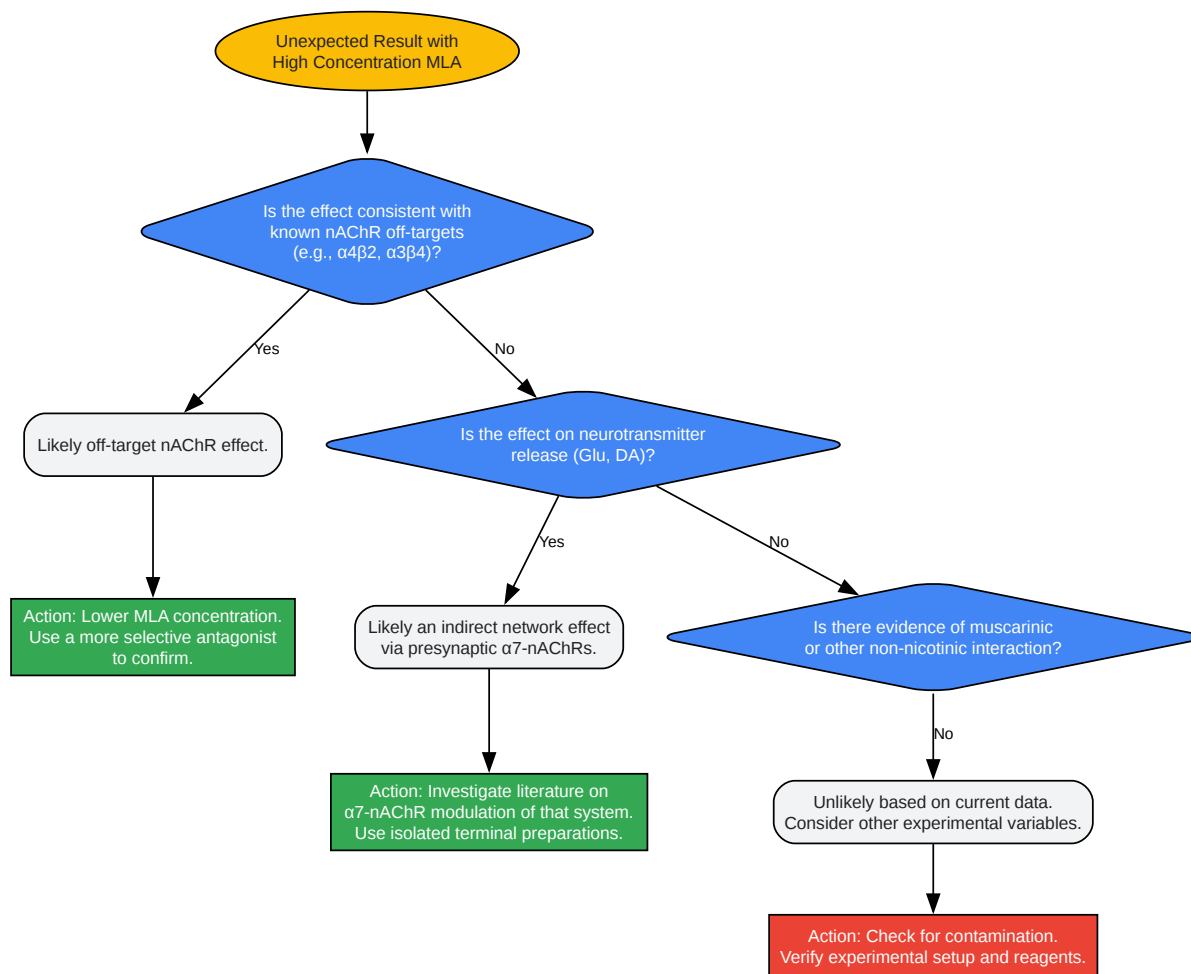 Unexpected Result with
High Concentration MLA
Is the effect consistent with
known nAChR off-targets
(e.g., α4β2, α3β4)?
Yes
No
Likely off-target nAChR effect.
Is the effect on neurotransmitter
release (Glu, DA)?
Yes
No
Action: Lower MLA concentration.
Use a more selective antagonist
to confirm.
Likely an indirect network effect
via presynaptic α7-nAChRs.
Is there evidence of muscarinic
or other non-nicotinic interaction?
No
Action: Investigate literature on
α7-nAChR modulation of that system.
Use isolated terminal preparations.
Unlikely based on current data.
Consider other experimental variables.
Action: Check for contamination.
Verify experimental setup and reagents.